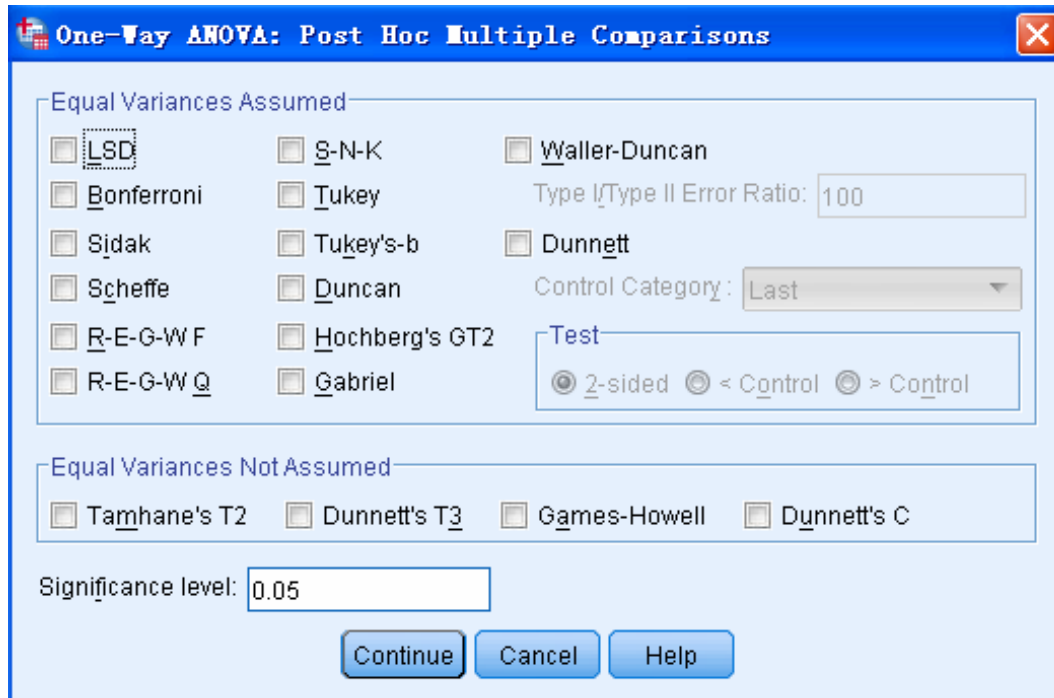 One-Way ANOVA: Post Hoc Multiple Comparisons
Equal Variances Assumed
LSD S-N-K Waller-Duncan
Bonferroni Tukey Type I/Type II Error Ratio: 100
Sidak Tukey's-b Dunnett
Scheffe Duncan Control Category: Last
R-E-G-W F Hochberg's GT2 Test
R-E-G-W Q Gabriel 2-sided < Control > Control
Equal Variances Not Assumed
Tamhane's T2 Dunnett's T3 Games-Howell Dunnett's C
Significance level: 0.05
Continue Cancel Help